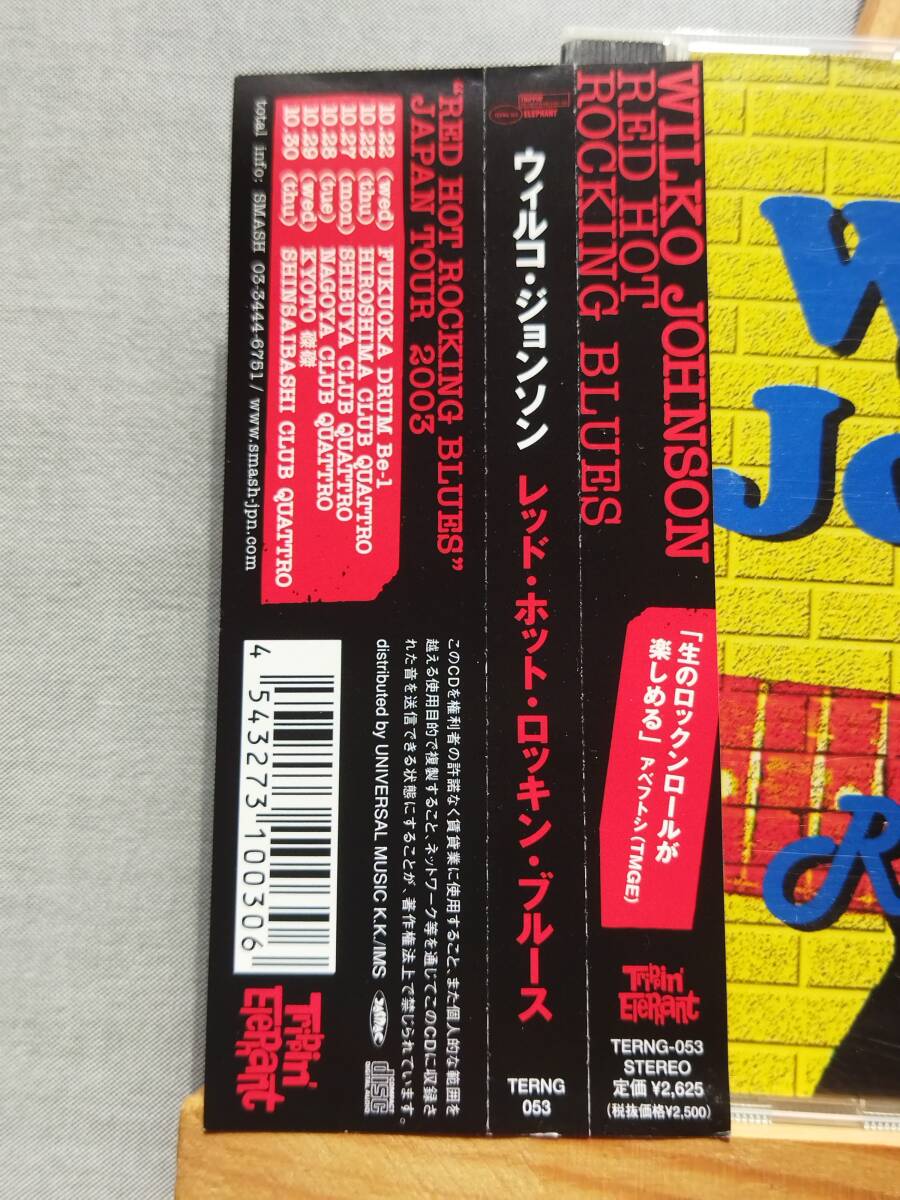 WILKO JOHNSON
RED HOT
ROCKING BLUES
「生のロックンロールが
楽しめる」 アベフトシ(TMGE)
Trippin'
Elephant
TERNG-053
STEREO
定価 ¥2,625
(税抜価格¥2,500)
ELEPHANT
ウィルコ・ジョンソン レッド・ホット・ロッキン・ブルース
TERNG
053
"RED HOT ROCKING BLUES"
JAPAN TOUR 2003
10.22 (wed) FUKUOKA DRUM Be-1
10.23 (thu) HIROSHIMA CLUB QUATTRO
10.27 (mon) SHIBUYA CLUB QUATTRO
10.28 (tue) NAGOYA CLUB QUATTRO
10.29 (wed) KYOTO 磔磔
10.30 (thu) SHINSAIBASHI CLUB QUATTRO
total info: SMASH 03-3444-6751 / www.smash-jpn.com
このCDを権利者の許諾なく賃貸業に使用すること、また個人的な範囲を
越える使用目的で複製すること、ネットワーク等を通じてこのCDに収録さ
れた音を送信できる状態にすることが、著作権法上で禁じられています。
distributed by UNIVERSAL MUSIC K.K./IMS
COMPACT
disc
DIGITAL AUDIO
4 543273 100306
Trippin'
Elephant
W
Jo
R